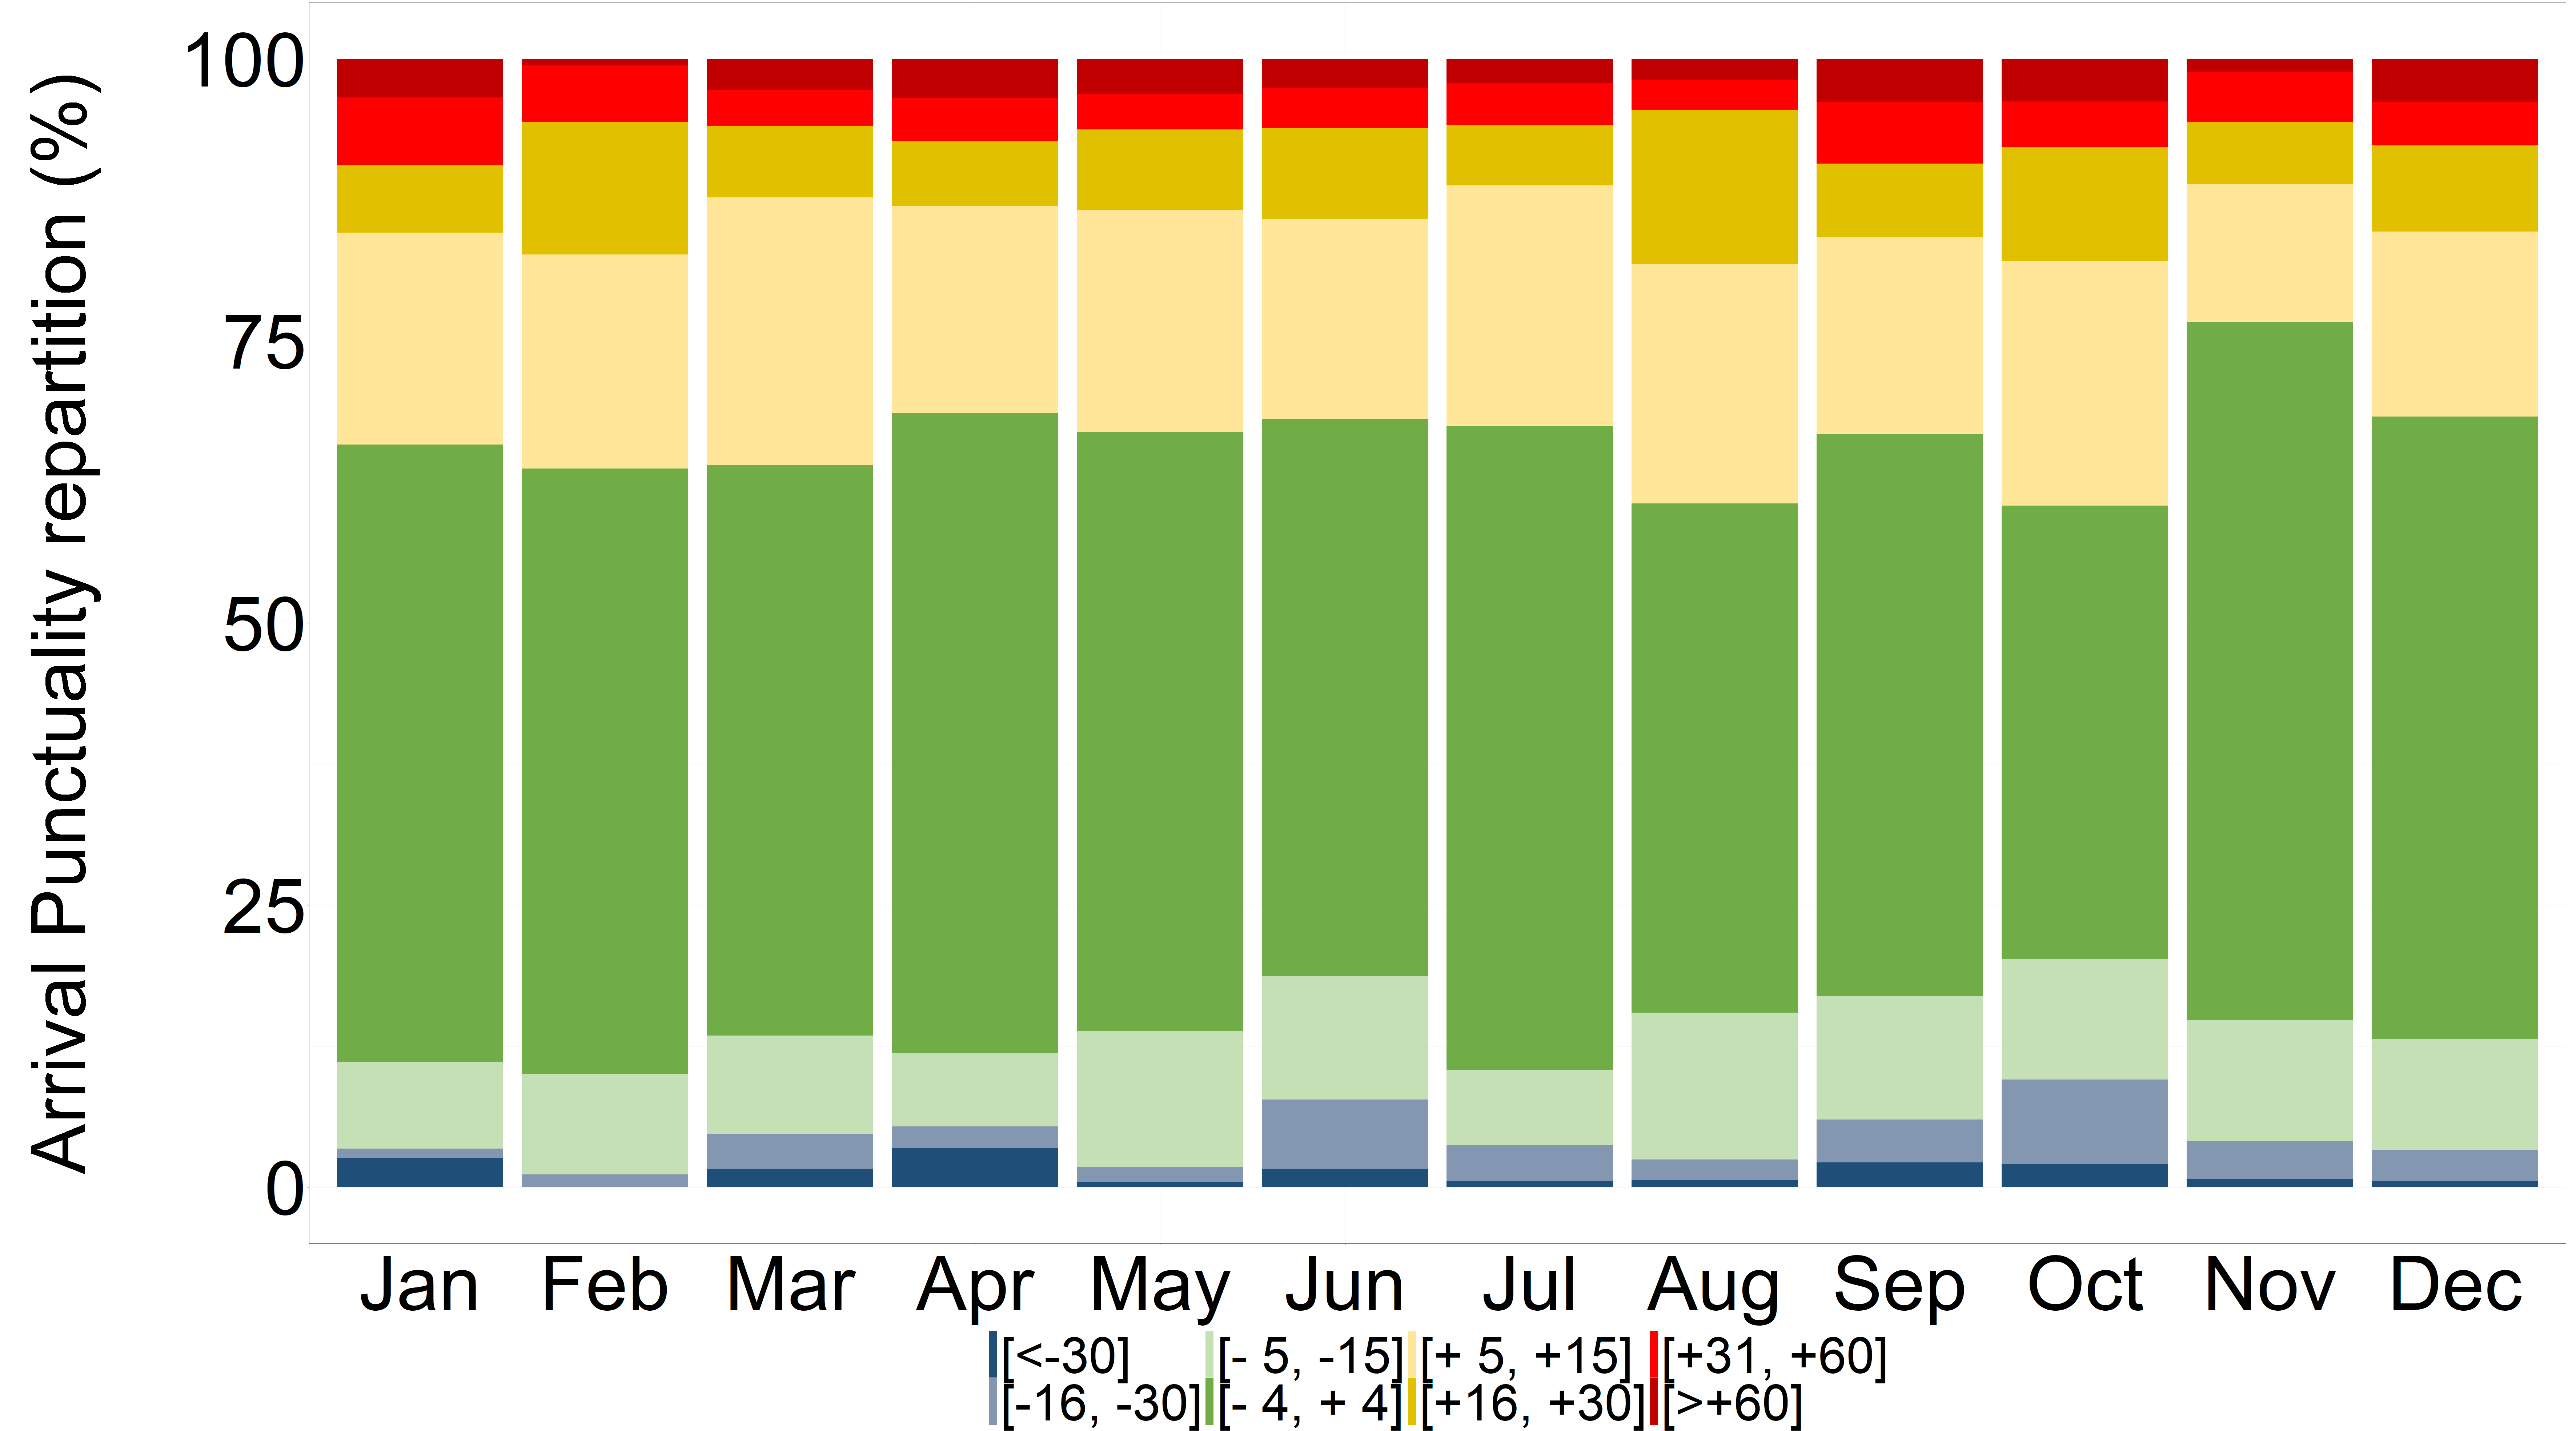 Arrival Punctuality repartition (%)
100
75
50
25
0
Jan Feb Mar Apr May Jun Jul Aug Sep Oct Nov Dec
[<-30] [- 5, -15] [+ 5, +15] [+31, +60]
[-16, -30] [- 4, + 4] [+16, +30] [>+60]